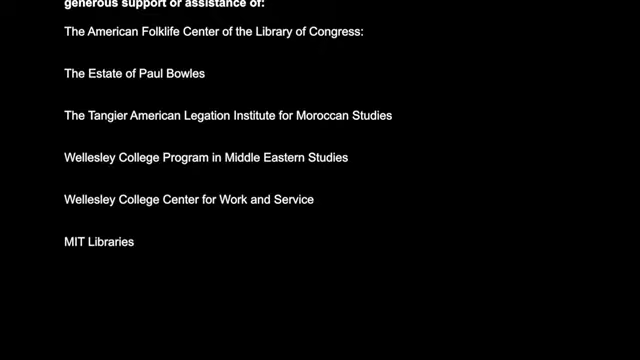 generous support or assistance of:
The American Folklife Center of the Library of Congress:
The Estate of Paul Bowles
The Tangier American Legation Institute for Moroccan Studies
Wellesley College Program in Middle Eastern Studies
Wellesley College Center for Work and Service
MIT Libraries